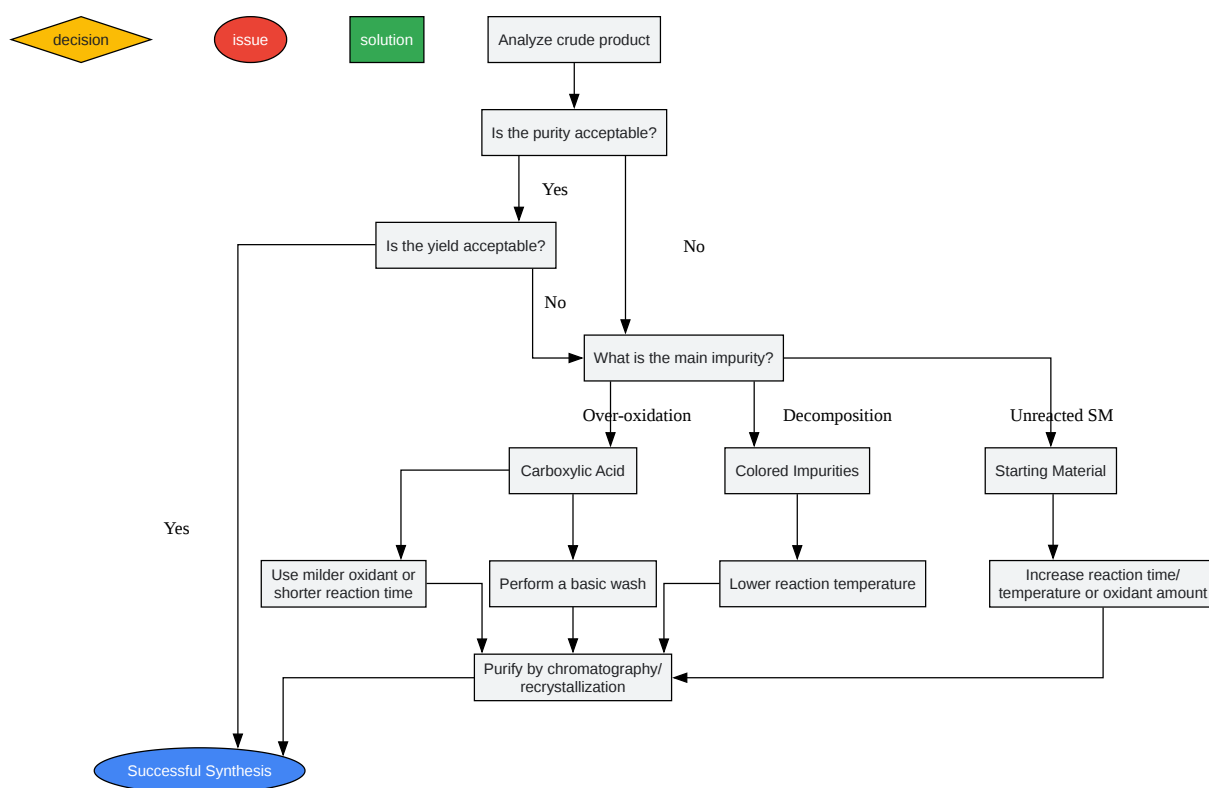 decision
issue
solution
Analyze crude product
Is the purity acceptable?
Yes
Is the yield acceptable?
No
No
What is the main impurity?
Over-oxidation
Decomposition
Unreacted SM
Carboxylic Acid
Colored Impurities
Starting Material
Yes
Use milder oxidant or
shorter reaction time
Perform a basic wash
Lower reaction temperature
Increase reaction time/
temperature or oxidant amount
Purify by chromatography/
recrystallization
Successful Synthesis